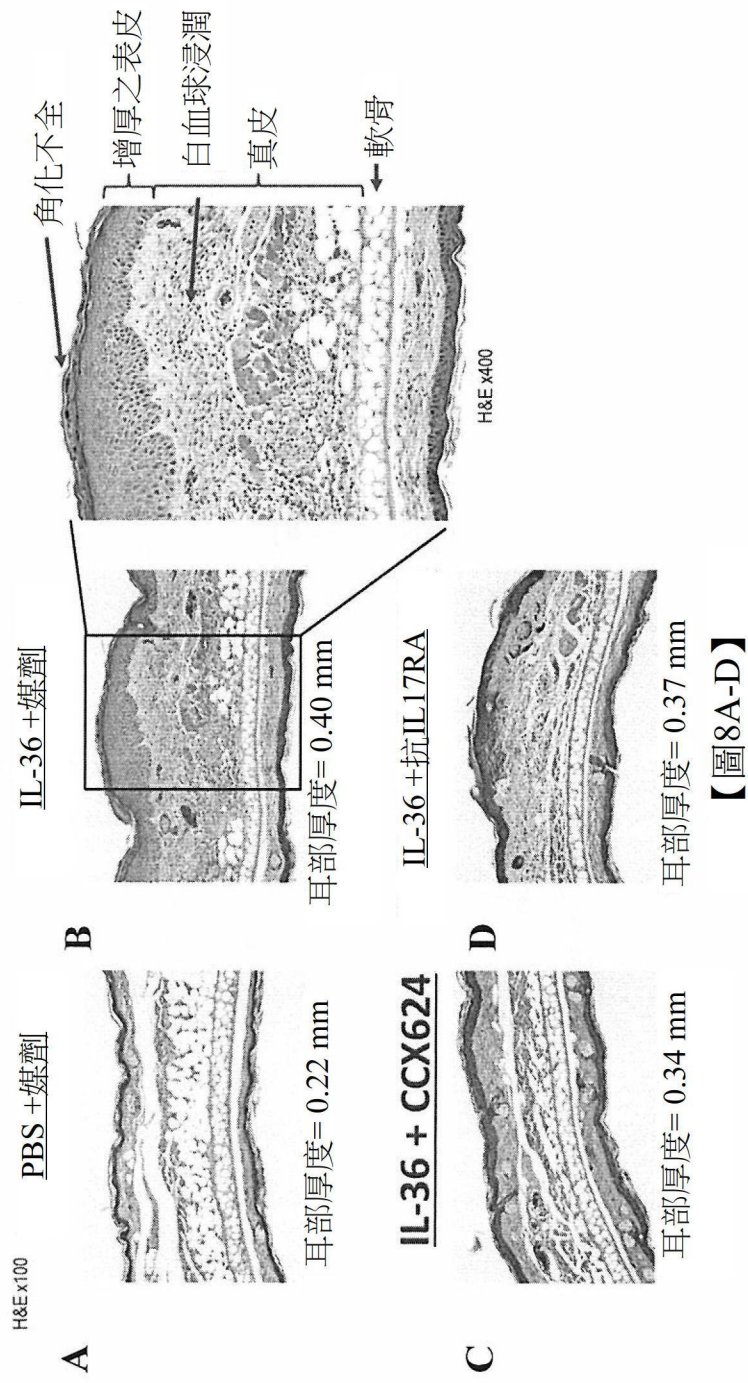 H&E x100
A
PBS +媒劑
耳部厚度= 0.22 mm
B
IL-36 +媒劑
耳部厚度= 0.40 mm
角化不全
增厚之表皮
白血球浸潤
真皮
軟骨
H&E x400
C
IL-36 + CCX624
耳部厚度= 0.34 mm
D
IL-36 +抗IL17RA
耳部厚度= 0.37 mm
【圖8A-D】